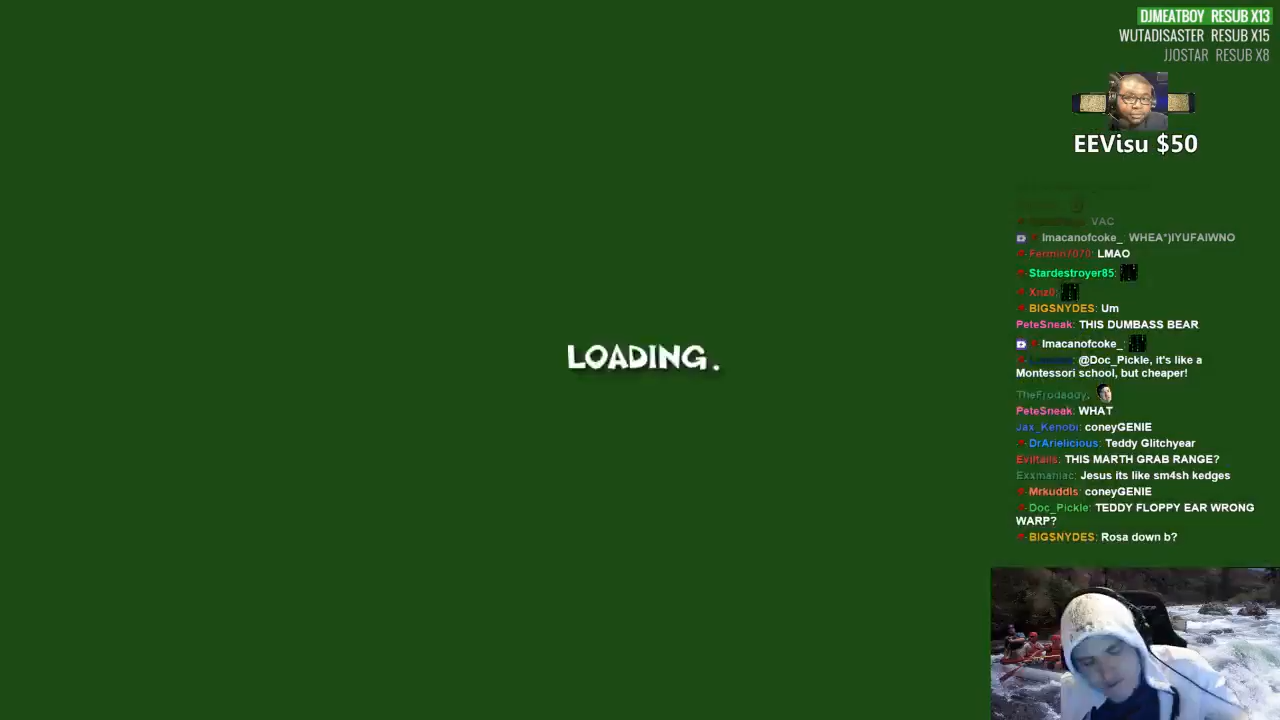 DJMEATBOY RESUB X13
WUTADISASTER RESUB X15
JJOSTAR RESUB X8
EEVisu $50
VAC
Imacanofcoke_: WHEA*)IYUFAIWNO
Fermin7070: LMAO
Stardestroyer85:
Xnz0:
BIGSNYDES: Um
PeteSneak: THIS DUMBASS BEAR
Imacanofcoke_:
@Doc_Pickle, it's like a
Montessori school, but cheaper!
TheFrodaddy:
PeteSneak: WHAT
Jax_Kenobi: coneyGENIE
DrArielicious: Teddy Glitchyear
Eviltails: THIS MARTH GRAB RANGE?
Exxmaniac: Jesus its like sm4sh kedges
Mrkuddls: coneyGENIE
Doc_Pickle: TEDDY FLOPPY EAR WRONG
WARP?
BIGSNYDES: Rosa down b?
LOADING.